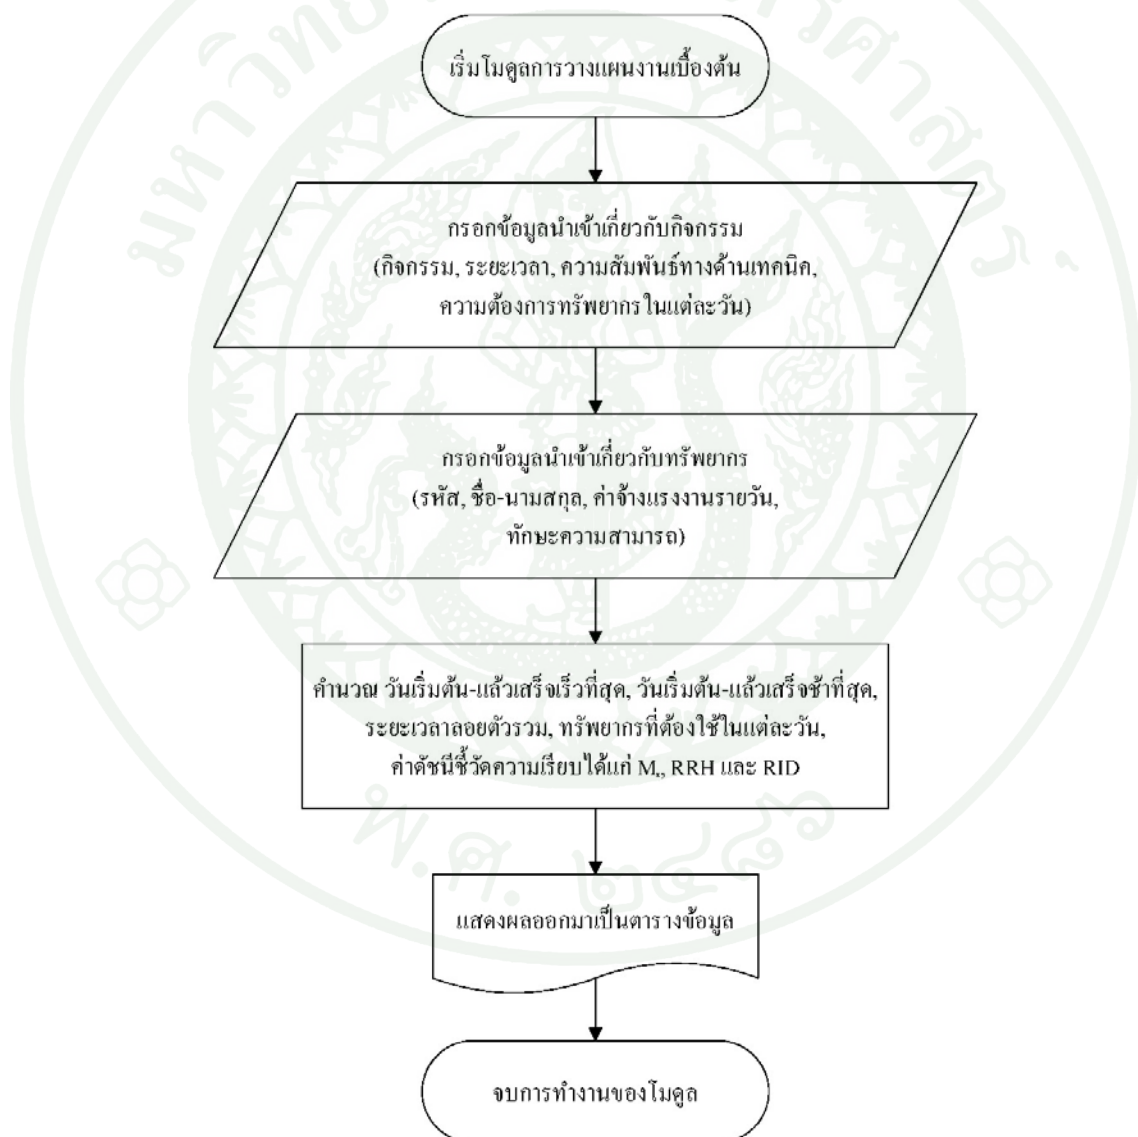 เริ่มโมดูลการวางแผนงานเบื้องต้น
กรอกข้อมูลนำเข้าเกี่ยวกับกิจกรรม
(กิจกรรม, ระยะเวลา, ความสัมพันธ์ทางด้านเทคนิค,
ความต้องการทรัพยากรในแต่ละวัน)
กรอกข้อมูลนำเข้าเกี่ยวกับทรัพยากร
(รหัส, ชื่อ-นามสกุล, ค่าจ้างแรงงานรายวัน,
ทักษะความสามารถ)
คำนวณ วันเริ่มต้น-แล้วเสร็จเร็วที่สุด, วันเริ่มต้น-แล้วเสร็จช้าที่สุด,
ระยะเวลาลอยตัวรวม, ทรัพยากรที่ต้องใช้ในแต่ละวัน,
ค่าดัชนีชี้วัดความเรียบได้แก่ M, RRH และ RID
แสดงผลออกมาเป็นตารางข้อมูล
จบการทำงานของโมดูล
พ.ศ. ๒๔๘๖